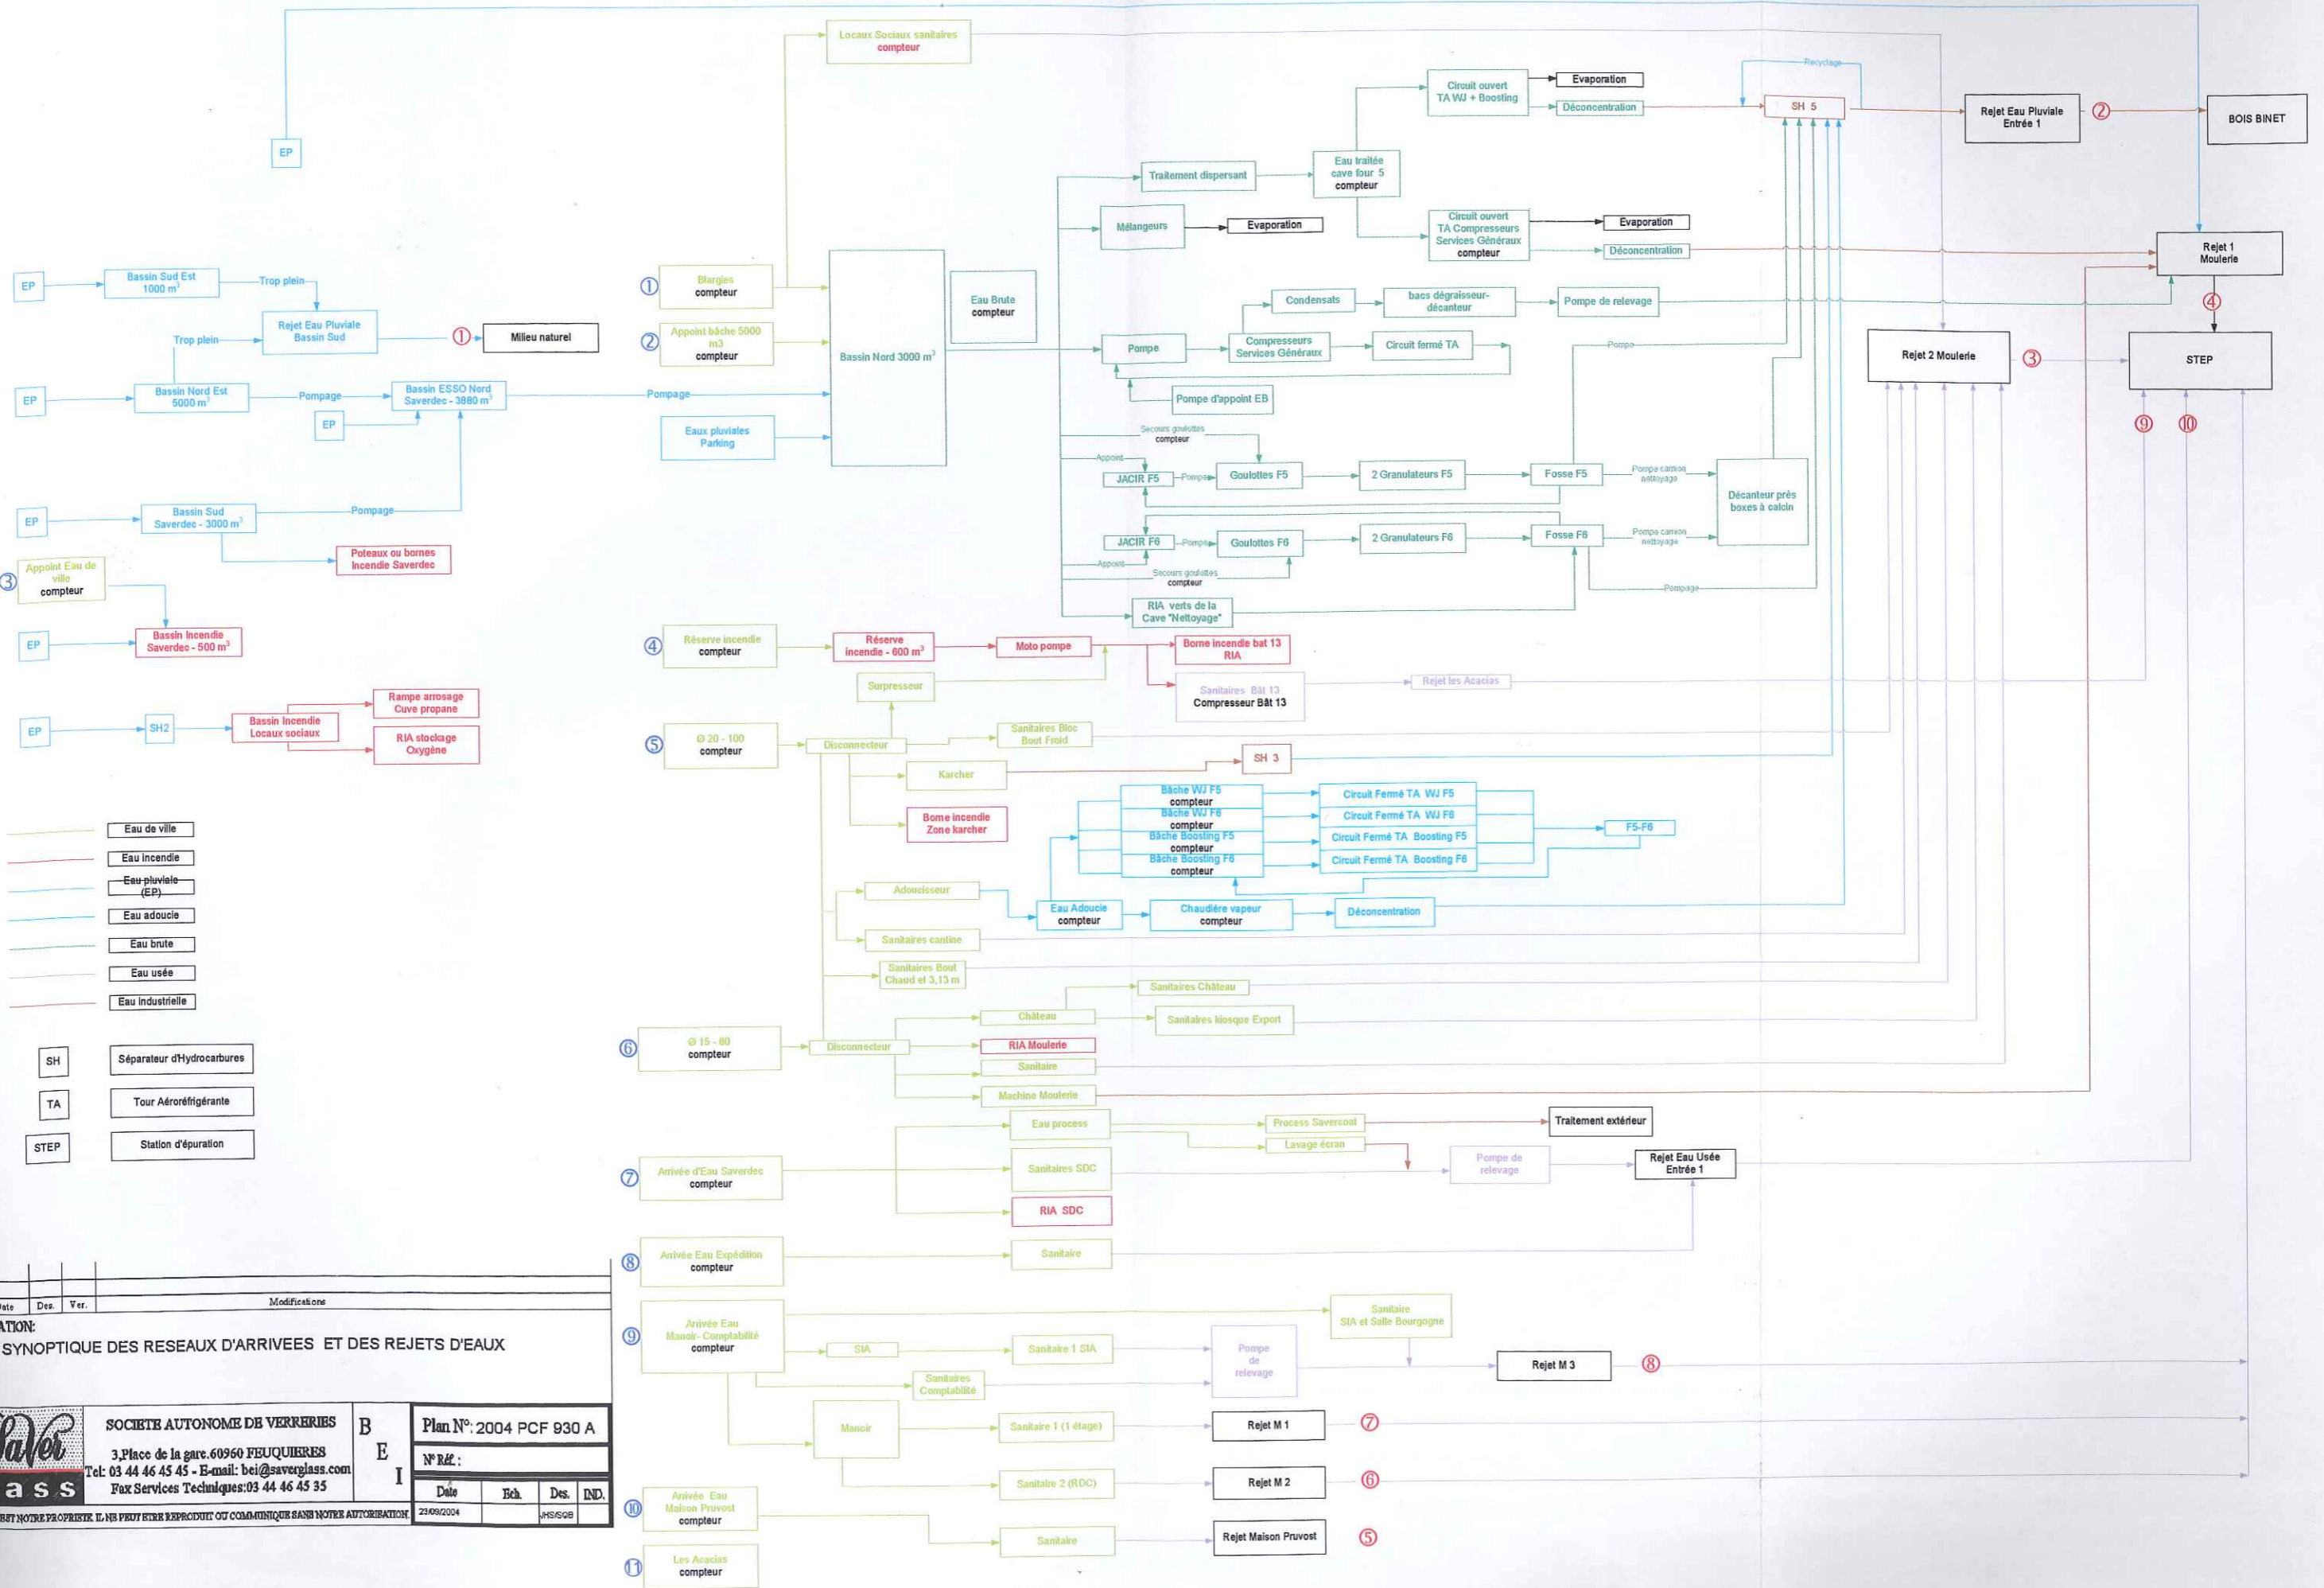 Locaux Sociaux sanitaires
compteur
EP
Circuit ouvert
TA WJ + Boosting
Evaporation
Déconcentration
Recyclage
SH 5
Rejet Eau Pluviale
Entrée 1
②
BOIS BINET
Traitement dispersant
Eau traitée
cave four 5
compteur
Mélangeurs
Evaporation
Circuit ouvert
TA Compresseurs
Services Généraux
compteur
Evaporation
Déconcentration
Rejet 1
Moulerie
④
EP
Bassin Sud Est
1000 m³
Trop plein
Rejet Eau Pluviale
Bassin Sud
①
Milieu naturel
Trop plein
EP
Bassin Nord Est
5000 m³
Pompage
Bassin ESSO Nord
Saverdec - 3880 m³
EP
Pompage
①
Blargies
compteur
②
Appoint bâche 5000
m3
compteur
Eaux pluviales
Parking
Bassin Nord 3000 m³
Eau Brute
compteur
Condensats
bacs dégraisseur-
décanteur
Pompe de relevage
Pompe
Compresseurs
Services Généraux
Circuit fermé TA
Pompe d'appoint EB
Pompe
Rejet 2 Moulerie
③
STEP
⑨
⑩
Secours goulottes
compteur
Appoint
JACIR F5
Pompe
Goulottes F5
2 Granulateurs F5
Fosse F5
Pompe camion
nettoyage
Décanteur près
boxes à calcin
JACIR F6
Pompe
Goulottes F6
2 Granulateurs F6
Fosse F6
Pompe camion
nettoyage
Appoint
Secours goulottes
compteur
Pompage
RIA verts de la
Cave "Nettoyage"
EP
Bassin Sud
Saverdec - 3000 m³
Pompage
Poteaux ou bornes
Incendie Saverdec
③
Appoint Eau de
ville
compteur
EP
Bassin Incendie
Saverdec - 500 m³
EP
SH2
Bassin Incendie
Locaux sociaux
Rampe arrosage
Cuve propane
RIA stockage
Oxygène
④
Réserve incendie
compteur
Réserve
incendie - 600 m³
Moto pompe
Borne incendie bat 13
RIA
Surpresseur
Sanitaires Bât 13
Compresseur Bât 13
Rejet les Acacias
⑤
Ø 20 - 100
compteur
Disconnecteur
Sanitaires Bloc
Bout Froid
Karcher
SH 3
Borne incendie
Zone karcher
Bâche WJ F5
compteur
Bâche WJ F6
compteur
Bâche Boosting F5
compteur
Bâche Boosting F6
compteur
Circuit Fermé TA WJ F5
Circuit Fermé TA WJ F6
Circuit Fermé TA Boosting F5
Circuit Fermé TA Boosting F6
F5-F6
Adoucisseur
Eau Adoucie
compteur
Chaudière vapeur
compteur
Déconcentration
Sanitaires cantine
Sanitaires Bout
Chaud et 3,13 m
Sanitaires Château
Château
Sanitaires kiosque Export
⑥
Ø 15 - 80
compteur
Disconnecteur
RIA Moulerie
Sanitaire
Machine Moulerie
Eau process
Process Savercoat
Traitement extérieur
Lavage écran
⑦
Arrivée d'Eau Saverdec
compteur
Sanitaires SDC
Pompe de
relevage
Rejet Eau Usée
Entrée 1
RIA SDC
⑧
Arrivée Eau Expédition
compteur
Sanitaire
⑨
Arrivée Eau
Manoir- Comptabilité
compteur
Sanitaire
SIA et Salle Bourgogne
SIA
Sanitaire 1 SIA
Pompe
de
relevage
Rejet M 3
⑧
Sanitaires
Comptabilité
Manoir
Sanitaire 1 (1 étage)
Rejet M 1
⑦
Sanitaire 2 (RDC)
Rejet M 2
⑥
⑩
Arrivée Eau
Maison Pruvost
compteur
Sanitaire
Rejet Maison Pruvost
⑤
⑪
Les Acacias
compteur
Eau de ville
Eau incendie
Eau pluviale
(EP)
Eau adoucie
Eau brute
Eau usée
Eau industrielle
SH
Séparateur d'Hydrocarbures
TA
Tour Aéroréfrigérante
STEP
Station d'épuration
ate Des. Ver. Modifications
ATION:
SYNOPTIQUE DES RESEAUX D'ARRIVEES ET DES REJETS D'EAUX
SaVer
ass
SOCIETE AUTONOME DE VERRERIES
3,Place de la gare.60960 FEUQUIERES
Tel: 03 44 46 45 45 - E-mail: bei@saverglass.com
Fax Services Techniques:03 44 46 45 35
B
E
I
Plan N°: 2004 PCF 930 A
N° Réf. :
Date Ech. Des. IND.
23/09/2004 JHS/SQB
EST NOTRE PROPRIETE IL NE PEUT ETRE REPRODUIT OU COMMUNIQUE SANS NOTRE AUTORISATION.